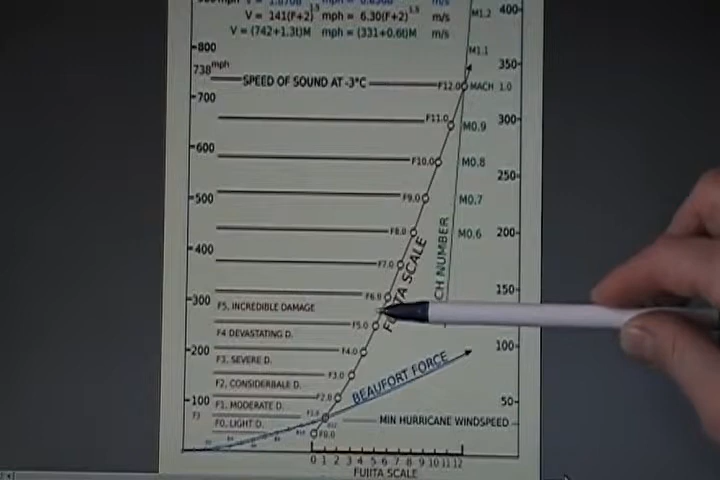 V = 141(F+2)^1.5 mph = 6.30(F+2)^1.5 m/s
V = (742+1.3t)M mph = (331+0.6t)M m/s
400
M1.2
M1.1
800
738mph
SPEED OF SOUND AT -3°C
F12.0
MACH 1.0
350
700
F11.0
M0.9
300
600
F10.0
M0.8
250
500
F9.0
M0.7
400
F8.0
M0.6
200
F7.0
FUJITA SCALE
CH NUMBER
300
F6.0
150
F5, INCREDIBLE DAMAGE
F5.0
F4 DEVASTATING D.
200
F4.0
100
F3, SEVERE D.
F3.0
F2, CONSIDERBALE D.
BEAUFORT FORCE
100
F2.0
50
F1, MODERATE D.
F1.0
F0, LIGHT D.
MIN HURRICANE WINDSPEED
F0.0
0 1 2 3 4 5 6 7 8 9 10 11 12
FUJITA SCALE